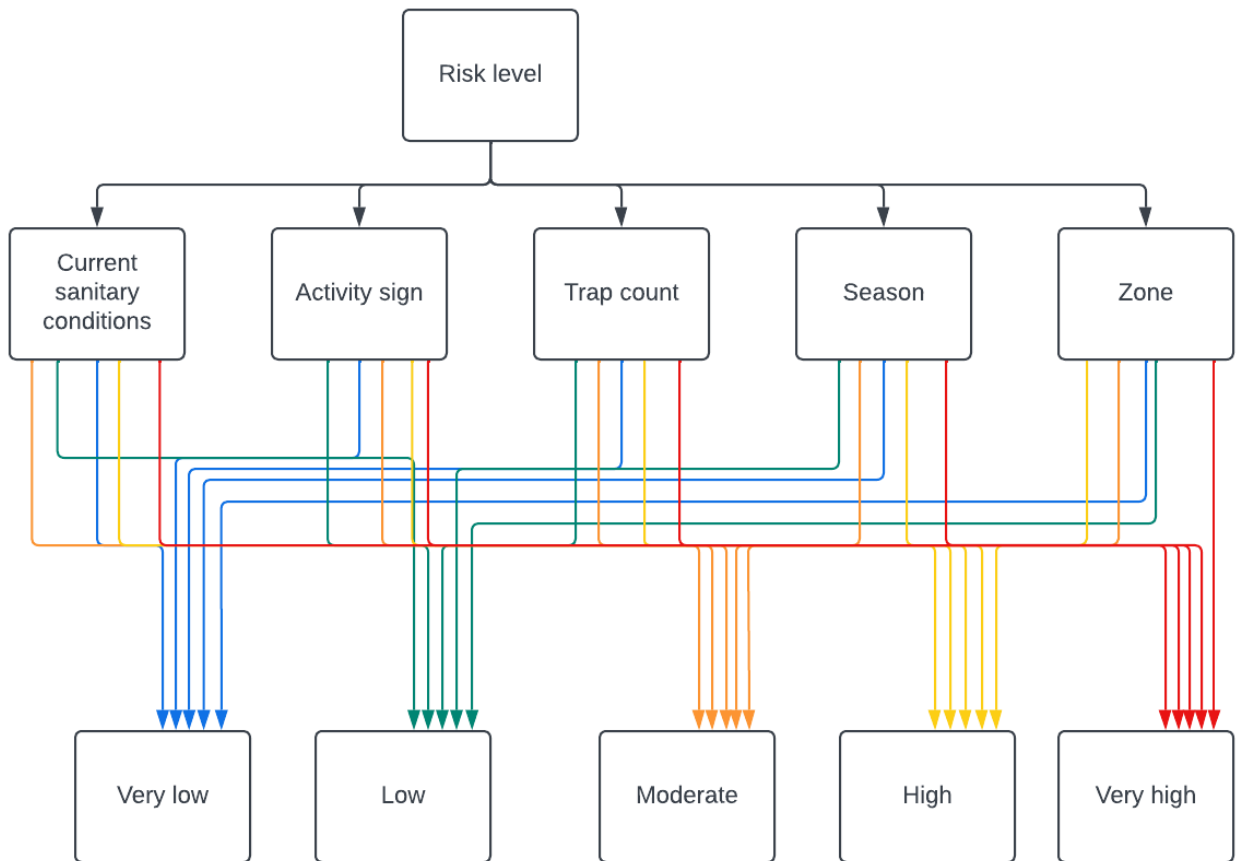 Risk level
Current
sanitary
conditions
Activity sign
Trap count
Season
Zone
Very low
Low
Moderate
High
Very high